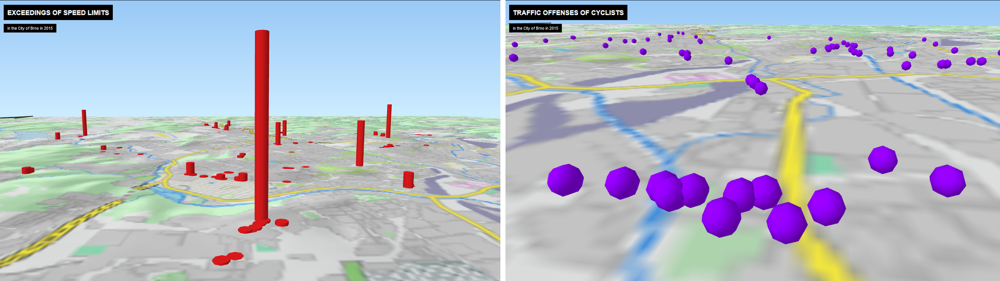 EXCEEDINGS OF SPEED LIMITS
in the City of Brno in 2015
TRAFFIC OFFENSES OF CYCLISTS
in the City of Brno in 2015